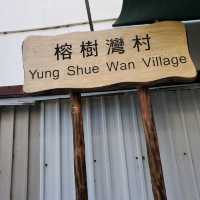 榕樹灣村
Yung Shue Wan Village